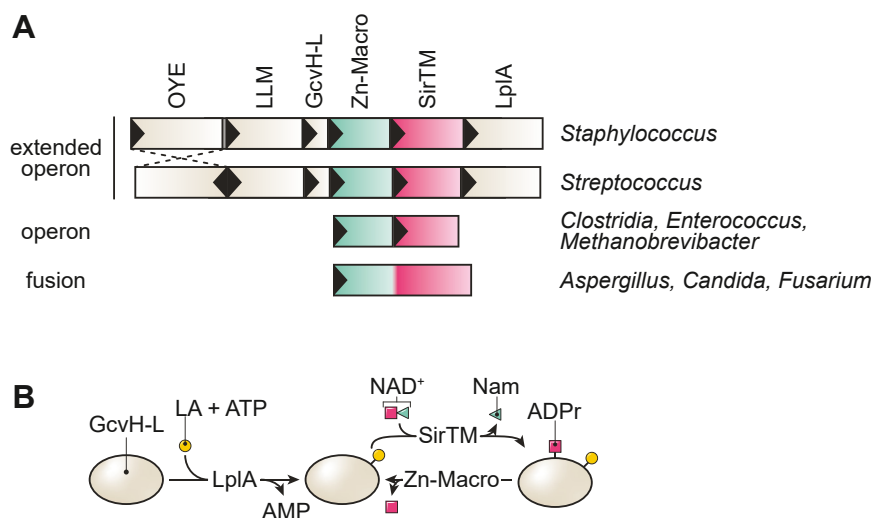 A
OYE
LLM
GcvH-L
Zn-Macro
SirTM
LplA
extended
operon
Staphylococcus
Streptococcus
operon
Clostridia, Enterococcus,
Methanobrevibacter
fusion
Aspergillus, Candida, Fusarium
B
GcvH-L
LA + ATP
LplA
AMP
NAD⁺
Nam
SirTM
ADPr
Zn-Macro